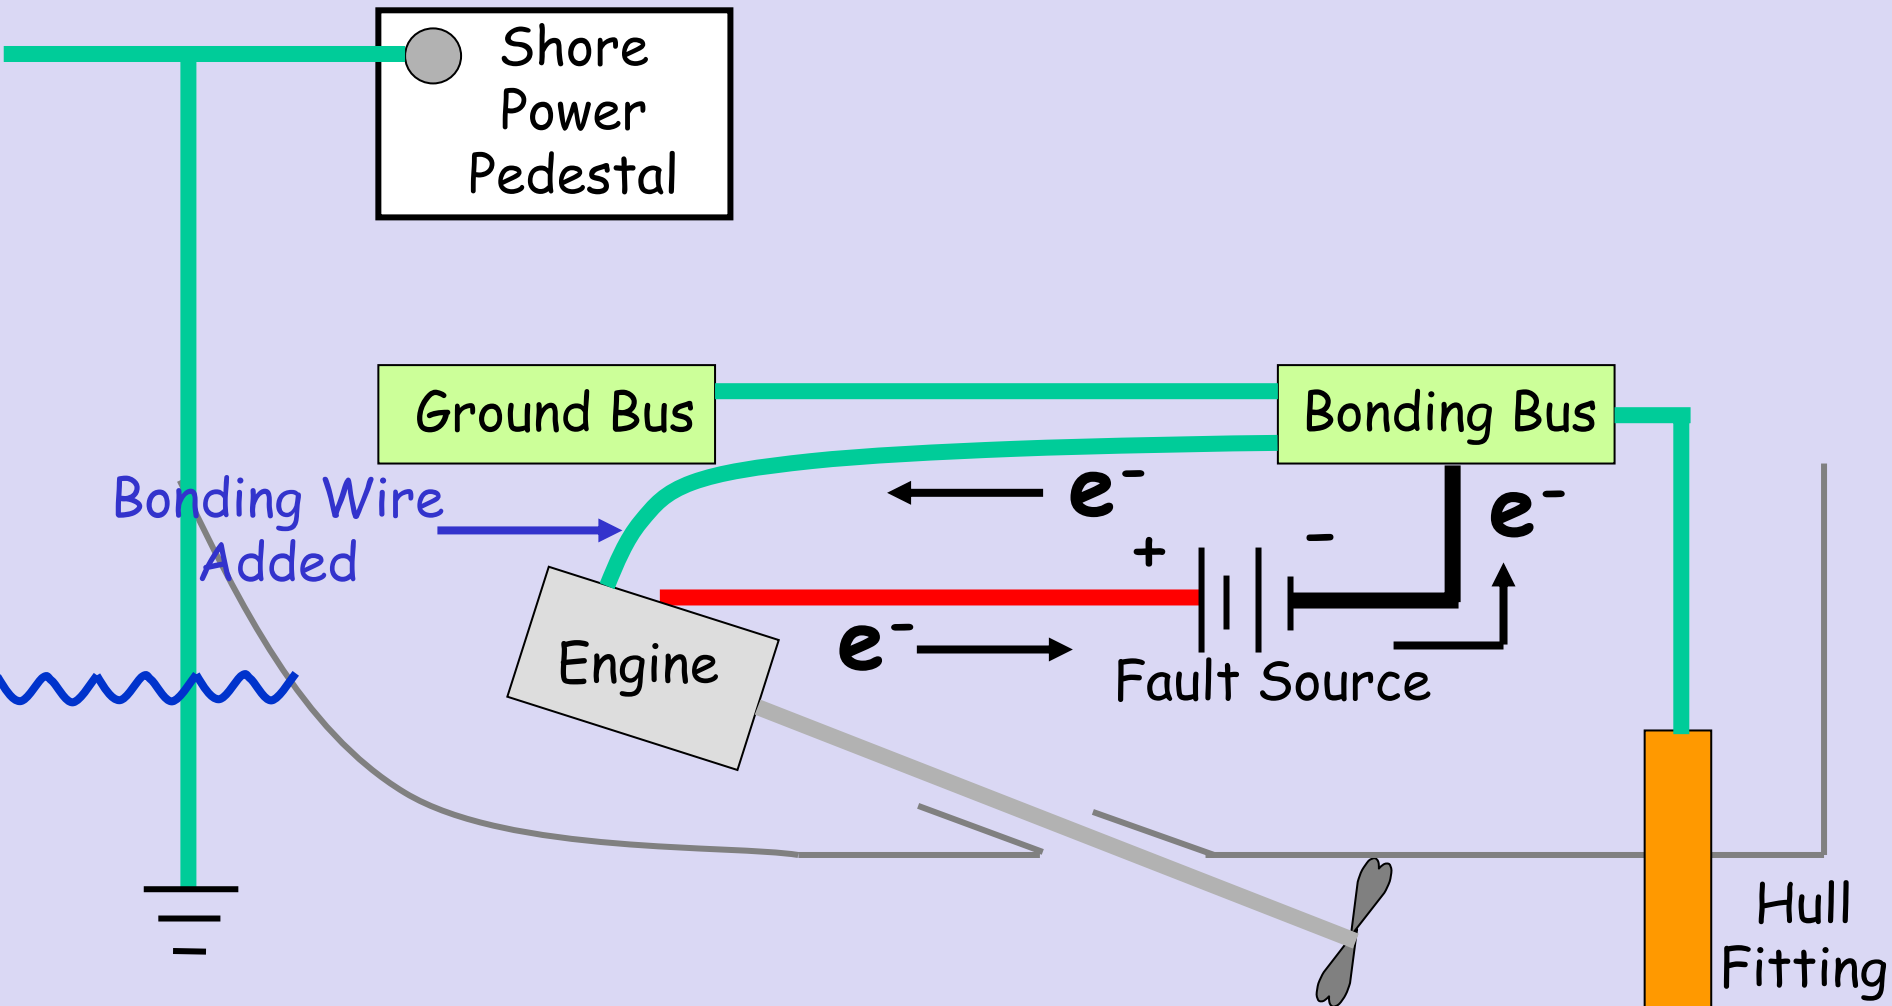 Shore
Power
Pedestal
Ground Bus
Bonding Bus
Bonding Wire
Added
e⁻
e⁻
+
-
e⁻
Engine
Fault Source
Hull
Fitting